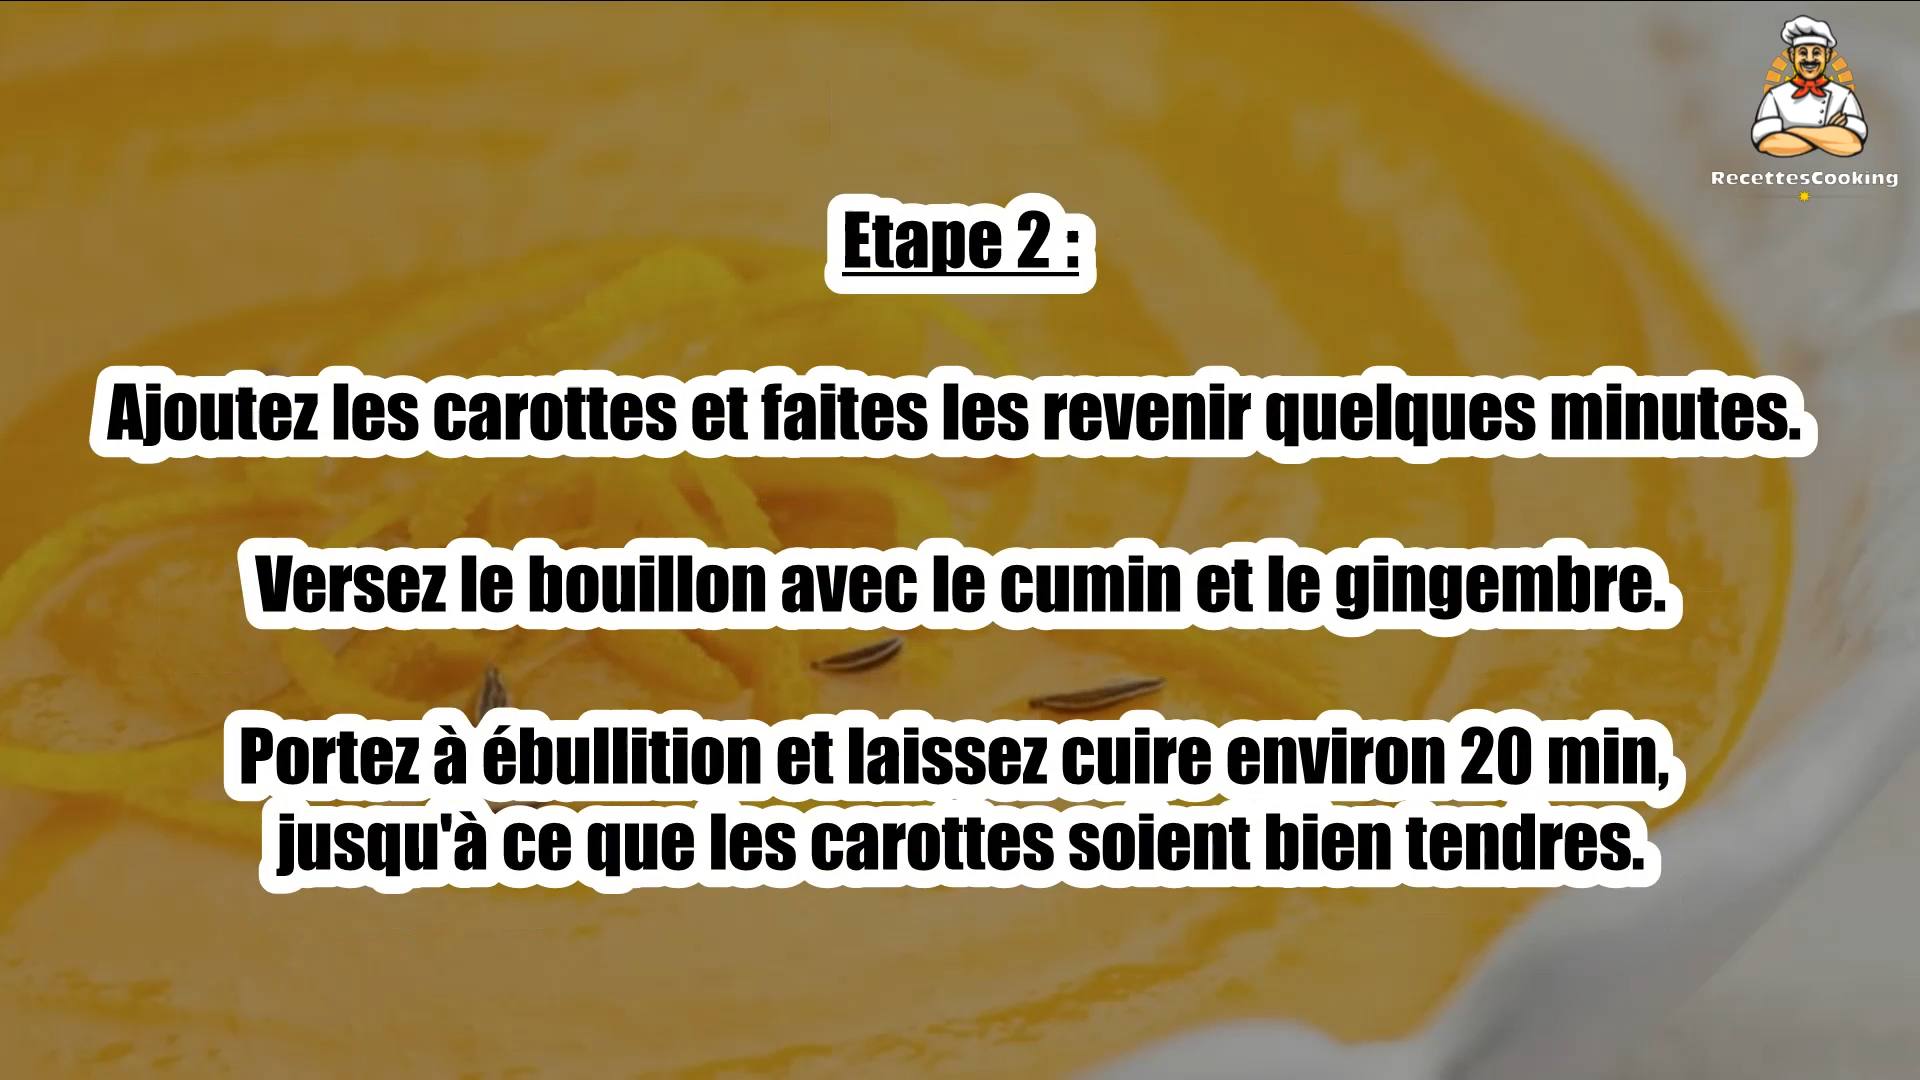 RecettesCooking
Etape 2 :
Ajoutez les carottes et faites les revenir quelques minutes.
Versez le bouillon avec le cumin et le gingembre.
Portez à ébullition et laissez cuire environ 20 min,
jusqu'à ce que les carottes soient bien tendres.